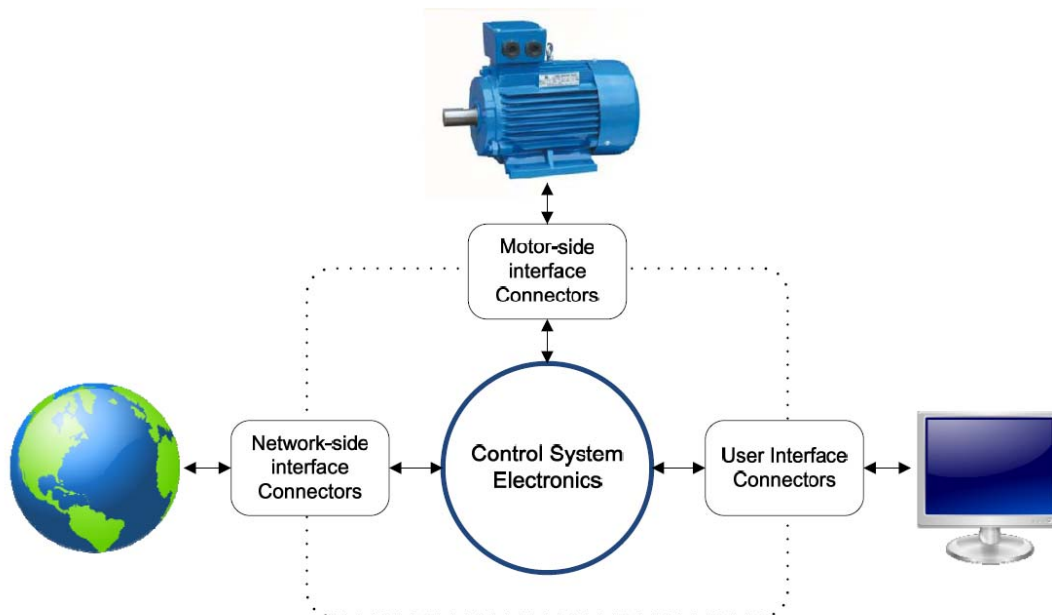 Motor-side
interface
Connectors
Network-side
interface
Connectors
Control System
Electronics
User Interface
Connectors